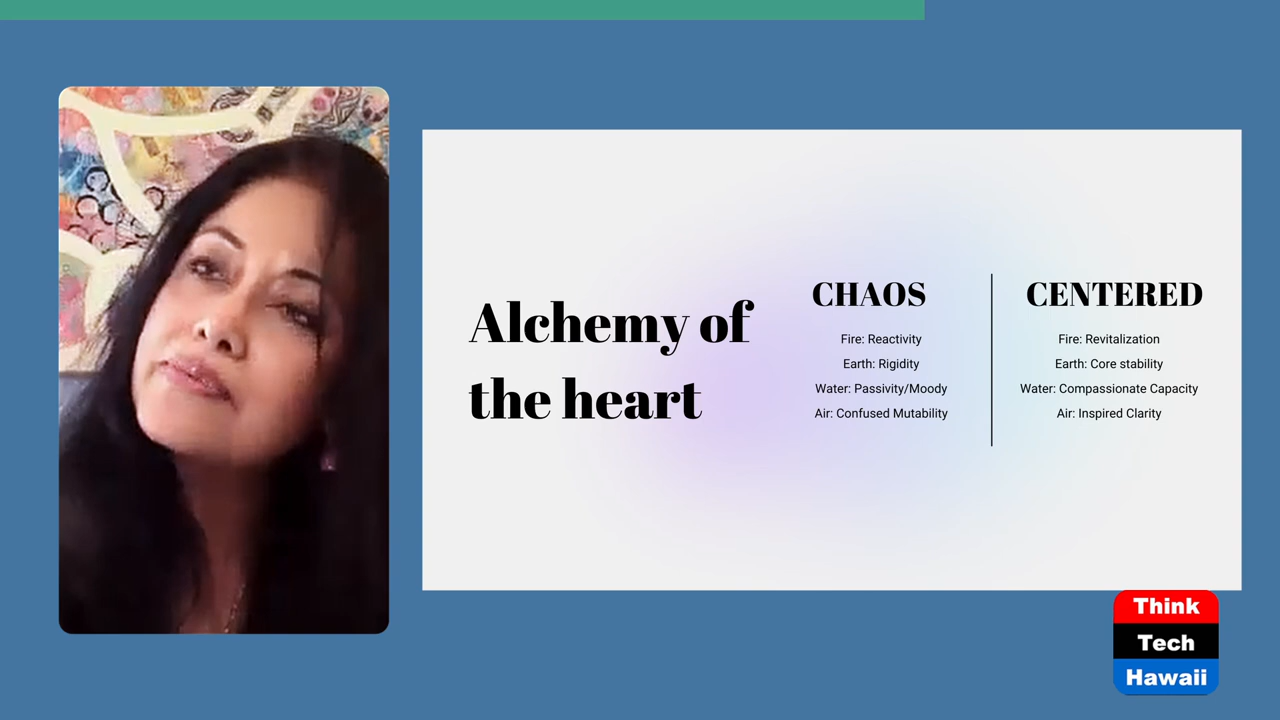 Alchemy of
the heart
CHAOS
Fire: Reactivity
Earth: Rigidity
Water: Passivity/Moody
Air: Confused Mutability
CENTERED
Fire: Revitalization
Earth: Core stability
Water: Compassionate Capacity
Air: Inspired Clarity
Think
Tech
Hawaii